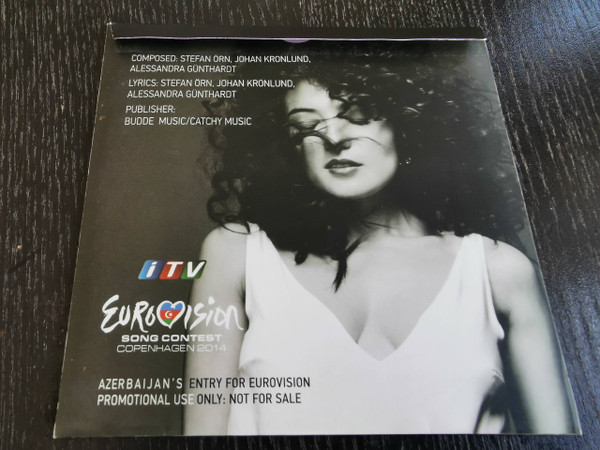 COMPOSED: STEFAN ÖRN, JOHAN KRONLUND,
ALESSANDRA GÜNTHARDT
LYRICS: STEFAN ÖRN, JOHAN KRONLUND,
ALESSANDRA GÜNTHARDT
PUBLISHER:
BUDDE MUSIC/CATCHY MUSIC
iTV
EUROVISION
SONG CONTEST
COPENHAGEN 2014
AZERBAIJAN'S ENTRY FOR EUROVISION
PROMOTIONAL USE ONLY: NOT FOR SALE